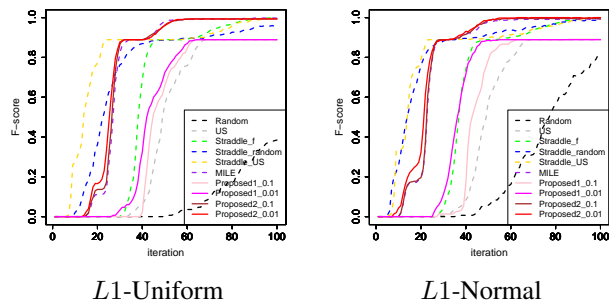 F-score
1.0
0.8
0.6
0.4
0.2
0.0
Random
US
Straddle_f
Straddle_random
Straddle_US
MILE
Proposed1_0.1
Proposed1_0.01
Proposed2_0.1
Proposed2_0.01
0 20 40 60 80 100
iteration
L1-Uniform
F-score
1.0
0.8
0.6
0.4
0.2
0.0
Random
US
Straddle_f
Straddle_random
Straddle_US
MILE
Proposed1_0.1
Proposed1_0.01
Proposed2_0.1
Proposed2_0.01
0 20 40 60 80 100
iteration
L1-Normal